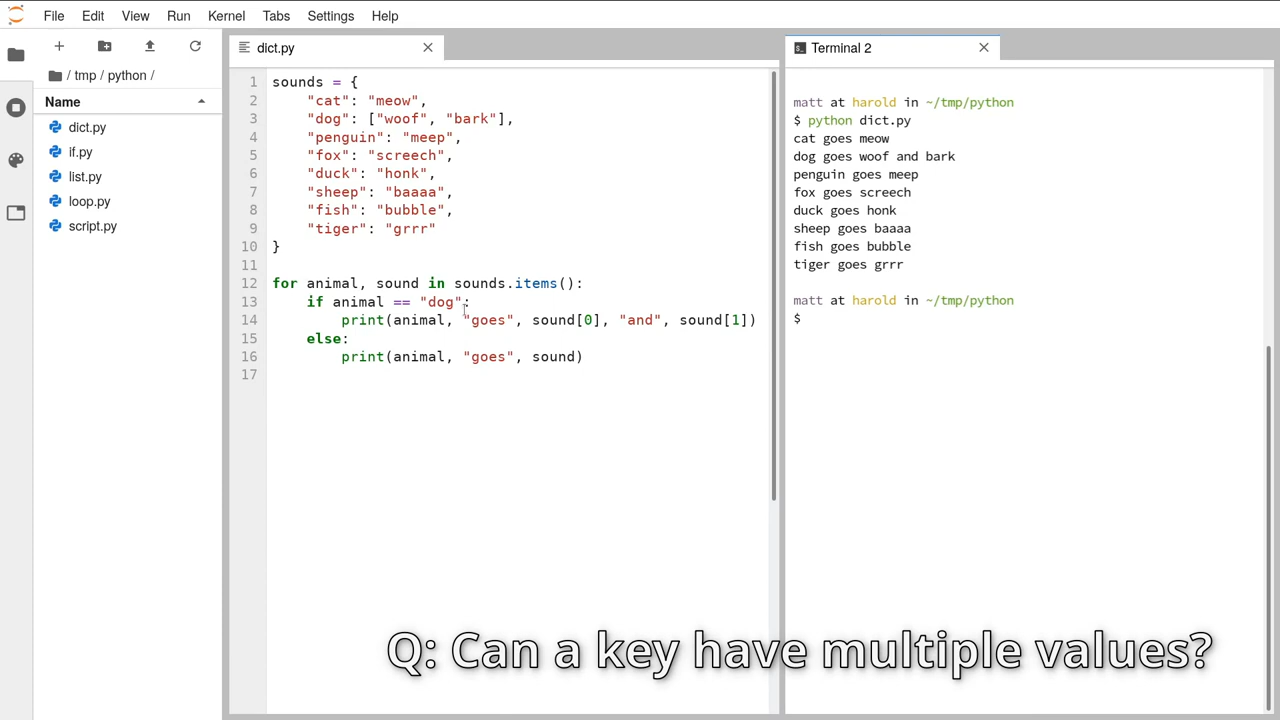 File Edit View Run Kernel Tabs Settings Help
/ tmp / python /
Name
dict.py
if.py
list.py
loop.py
script.py
dict.py
1 sounds = {
2     "cat": "meow",
3     "dog": ["woof", "bark"],
4     "penguin": "meep",
5     "fox": "screech",
6     "duck": "honk",
7     "sheep": "baaaa",
8     "fish": "bubble",
9     "tiger": "grrr"
10 }
11
12 for animal, sound in sounds.items():
13     if animal == "dog":
14         print(animal, "goes", sound[0], "and", sound[1])
15     else:
16         print(animal, "goes", sound)
17
Terminal 2
matt at harold in ~/tmp/python
$ python dict.py
cat goes meow
dog goes woof and bark
penguin goes meep
fox goes screech
duck goes honk
sheep goes baaaa
fish goes bubble
tiger goes grrr
matt at harold in ~/tmp/python
$
Q: Can a key have multiple values?